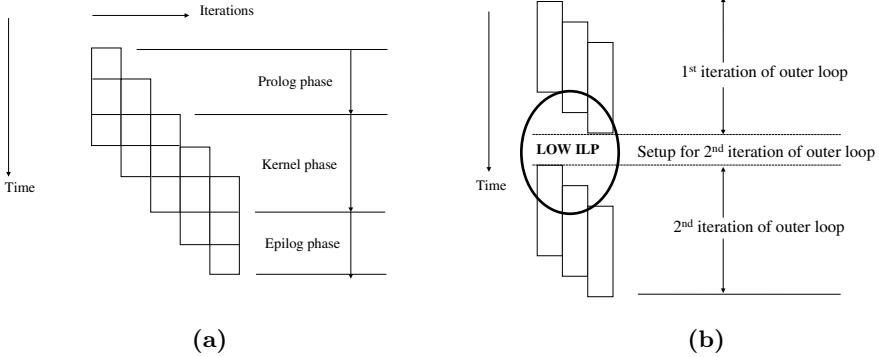 Iterations
Prolog phase
Kernel phase
Time
Epilog phase
(a)
1st iteration of outer loop
LOW ILP
Setup for 2nd iteration of outer loop
Time
2nd iteration of outer loop
(b)